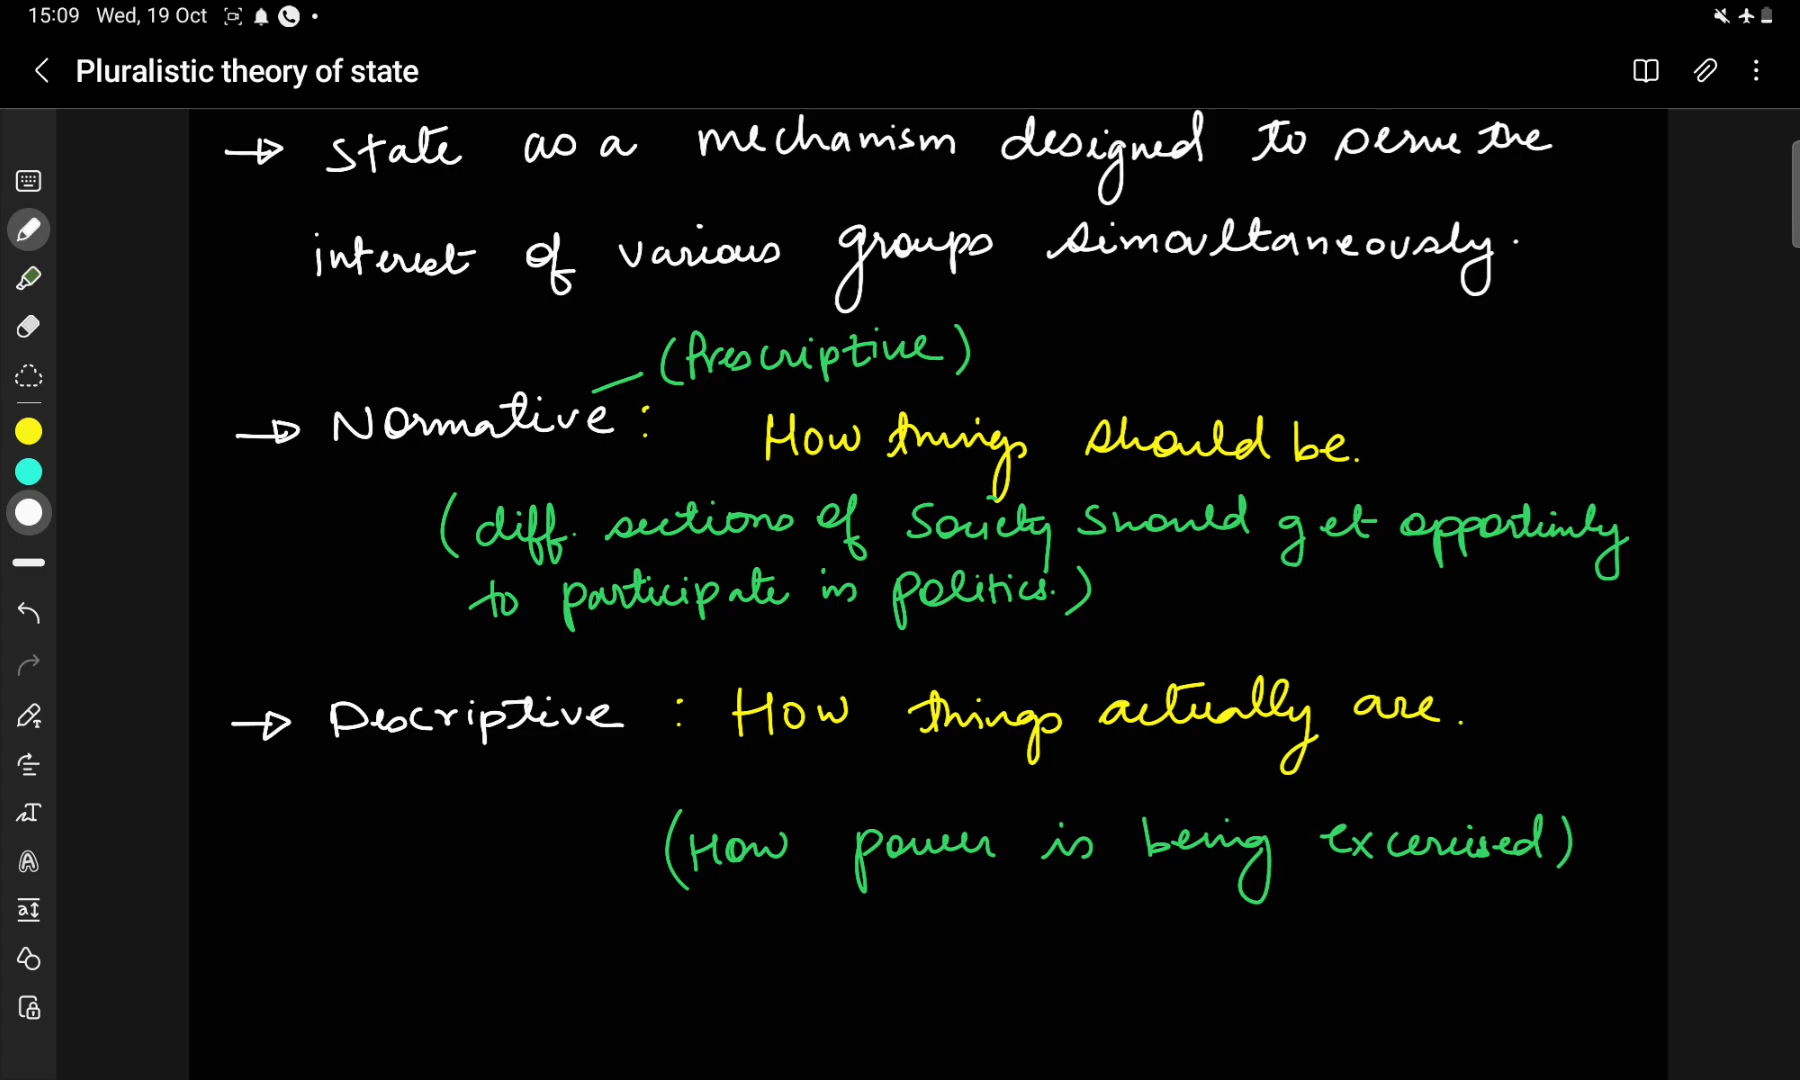 15:09 Wed, 19 Oct
Pluralistic theory of state
→ State as a mechanism designed to serve the
interest of various groups simoultaneously.
(Prescriptive)
→ Normative : How things should be.
(diff. sections of Society should get opportunity
to participate in politics.)
→ Descriptive : How things actually are.
(How power is being excercised)